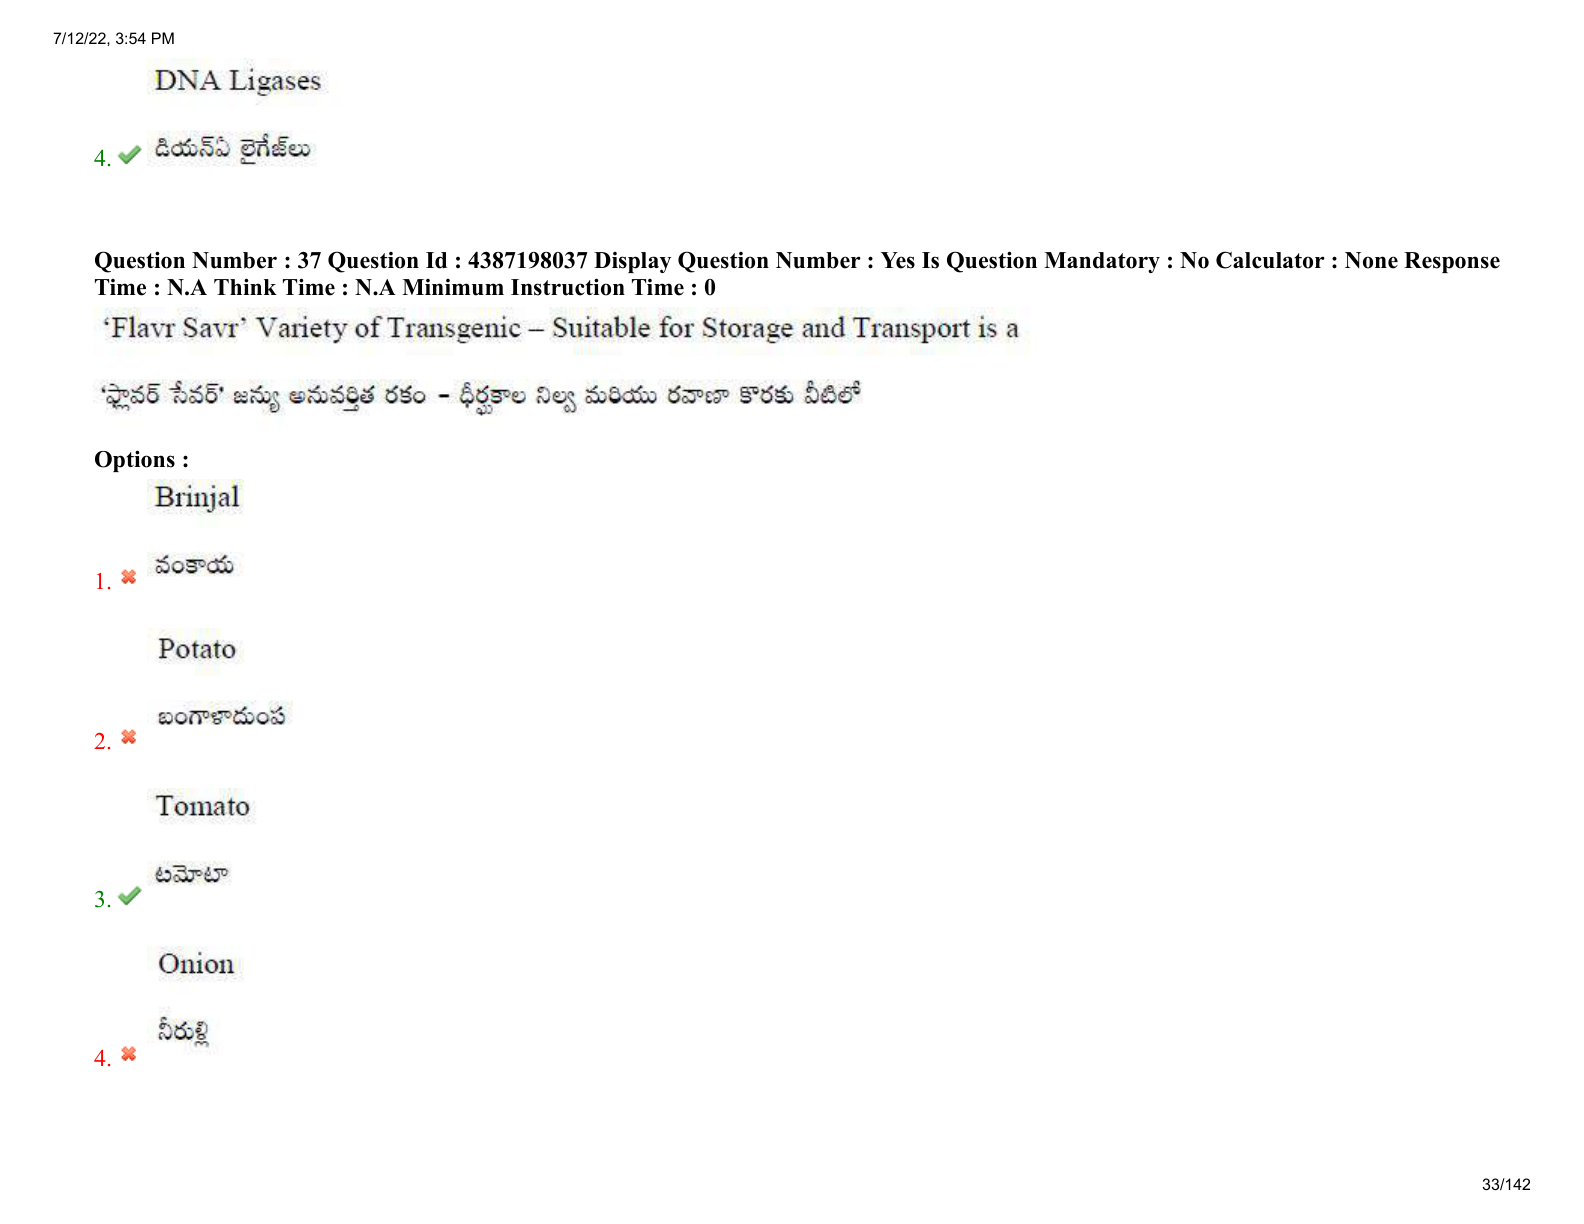 7/12/22, 3:54 PM
DNA Ligases
4. డియన్ఏ లైగేజ్‌లు
Question Number : 37 Question Id : 4387198037 Display Question Number : Yes Is Question Mandatory : No Calculator : None Response
Time : N.A Think Time : N.A Minimum Instruction Time : 0
‘Flavr Savr’ Variety of Transgenic – Suitable for Storage and Transport is a
‘ఫ్లావర్ సేవర్’ జన్యు అనువర్తిత రకం – ధీర్ఘకాల నిల్వ మరియు రవాణా కొరకు వీటిలో
Options :
Brinjal
1. వంకాయ
Potato
2. బంగాళాదుంప
Tomato
3. టమోటా
Onion
4. నీరుళ్లి
33/142